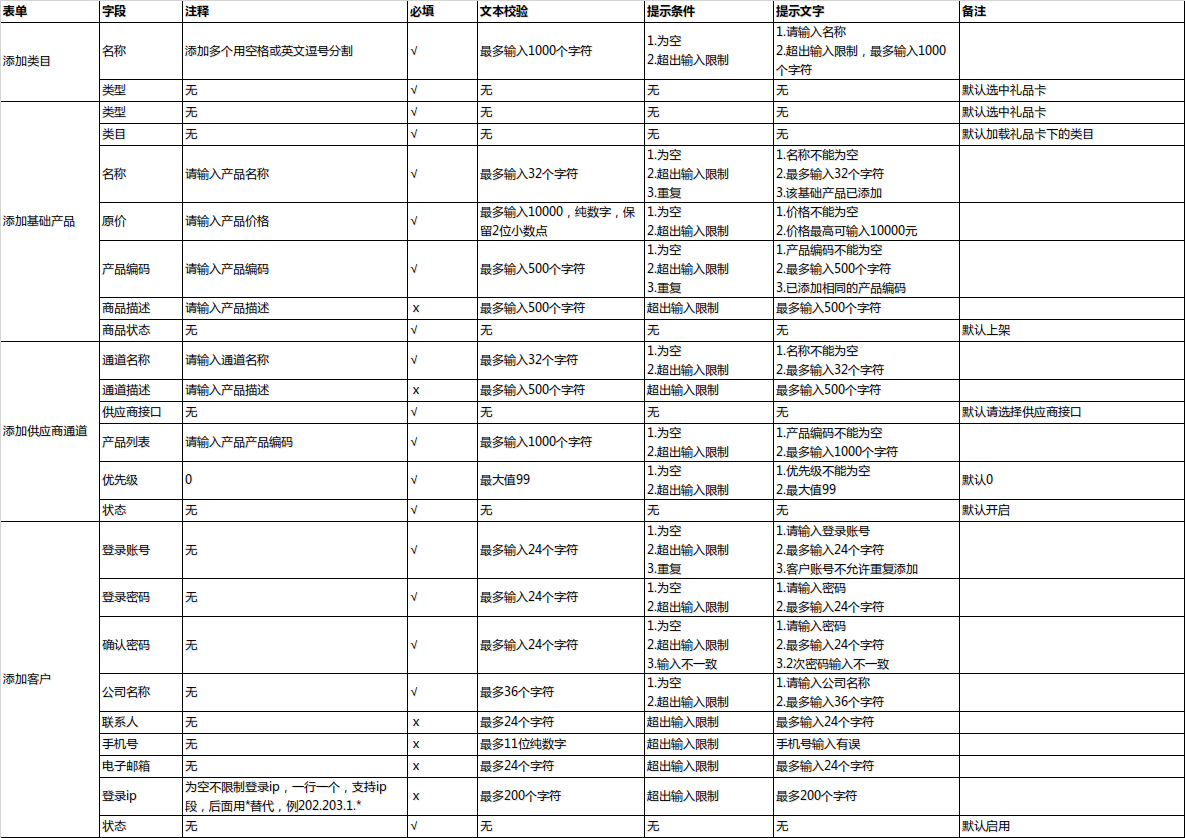 表单 字段 注释 必填 文本校验 提示条件 提示文字 备注
添加类目
名称 添加多个用空格或英文逗号分割 √ 最多输入1000个字符
1.为空
2.超出输入限制
1.请输入名称
2.超出输入限制，最多输入1000
个字符
类型 无 √ 无 无 无 默认选中礼品卡
添加基础产品
类型 无 √ 无 无 无 默认选中礼品卡
类目 无 √ 无 无 无 默认加载礼品卡下的类目
名称 请输入产品名称 √ 最多输入32个字符
1.为空
2.超出输入限制
3.重复
1.名称不能为空
2.最多输入32个字符
3.该基础产品已添加
原价 请输入产品价格 √
最多输入10000，纯数字，保
留2位小数点
1.为空
2.超出输入限制
1.价格不能为空
2.价格最高可输入10000元
产品编码 请输入产品编码 √ 最多输入500个字符
1.为空
2.超出输入限制
3.重复
1.产品编码不能为空
2.最多输入500个字符
3.已添加相同的产品编码
商品描述 请输入产品描述 x 最多输入500个字符 超出输入限制 最多输入500个字符
商品状态 无 √ 无 无 无 默认上架
添加供应商通道
通道名称 请输入通道名称 √ 最多输入32个字符
1.为空
2.超出输入限制
1.名称不能为空
2.最多输入32个字符
通道描述 请输入产品描述 x 最多输入500个字符 超出输入限制 最多输入500个字符
供应商接口 无 √ 无 无 无 默认请选择供应商接口
产品列表 请输入产品产品编码 √ 最多输入1000个字符
1.为空
2.超出输入限制
1.产品编码不能为空
2.最多输入1000个字符
优先级 0 √ 最大值99
1.为空
2.超出输入限制
1.优先级不能为空
2.最大值99
默认0
状态 无 √ 无 无 无 默认开启
添加客户
登录账号 无 √ 最多输入24个字符
1.为空
2.超出输入限制
3.重复
1.请输入登录账号
2.最多输入24个字符
3.客户账号不允许重复添加
登录密码 无 √ 最多输入24个字符
1.为空
2.超出输入限制
1.请输入密码
2.最多输入24个字符
确认密码 无 √ 最多输入24个字符
1.为空
2.超出输入限制
3.输入不一致
1.请输入密码
2.最多输入24个字符
3.2次密码输入不一致
公司名称 无 √ 最多36个字符
1.为空
2.超出输入限制
1.请输入公司名称
2.最多输入36个字符
联系人 无 x 最多24个字符 超出输入限制 最多输入24个字符
手机号 无 x 最多11位纯数字 超出输入限制 手机号输入有误
电子邮箱 无 x 最多24个字符 超出输入限制 最多输入24个字符
登录ip
为空不限制登录ip，一行一个，支持ip
段，后面用*替代，例202.203.1.*
x 最多200个字符 超出输入限制 最多200个字符
状态 无 √ 无 无 无 默认启用